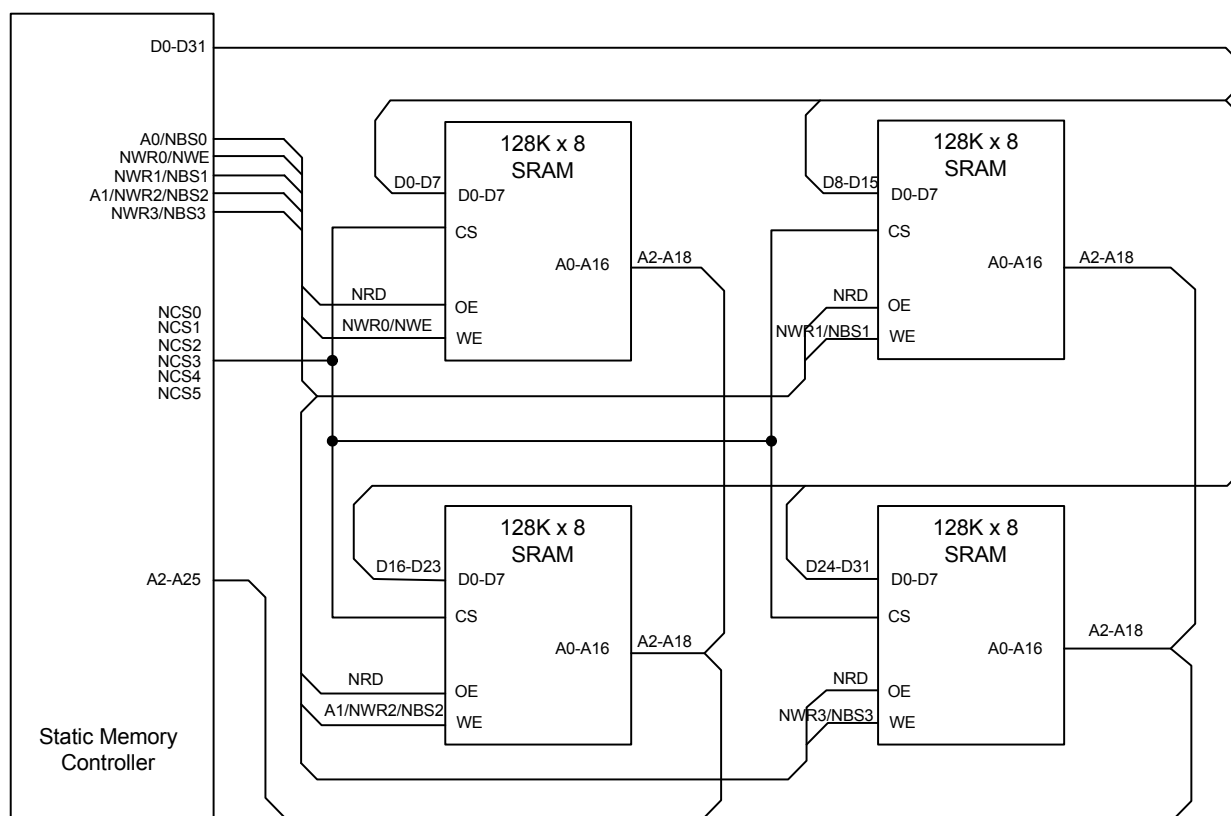 D0-D31
A0/NBS0
NWR0/NWE
NWR1/NBS1
A1/NWR2/NBS2
NWR3/NBS3
NCS0
NCS1
NCS2
NCS3
NCS4
NCS5
A2-A25
Static Memory
Controller
128K x 8
SRAM
D0-D7
D0-D7
CS
A0-A16
A2-A18
NRD
OE
NWR0/NWE
WE
128K x 8
SRAM
D8-D15
D0-D7
CS
A0-A16
A2-A18
NRD
OE
NWR1/NBS1
WE
128K x 8
SRAM
D16-D23
D0-D7
CS
A0-A16
A2-A18
NRD
OE
A1/NWR2/NBS2
WE
128K x 8
SRAM
D24-D31
D0-D7
CS
A0-A16
A2-A18
NRD
OE
NWR3/NBS3
WE